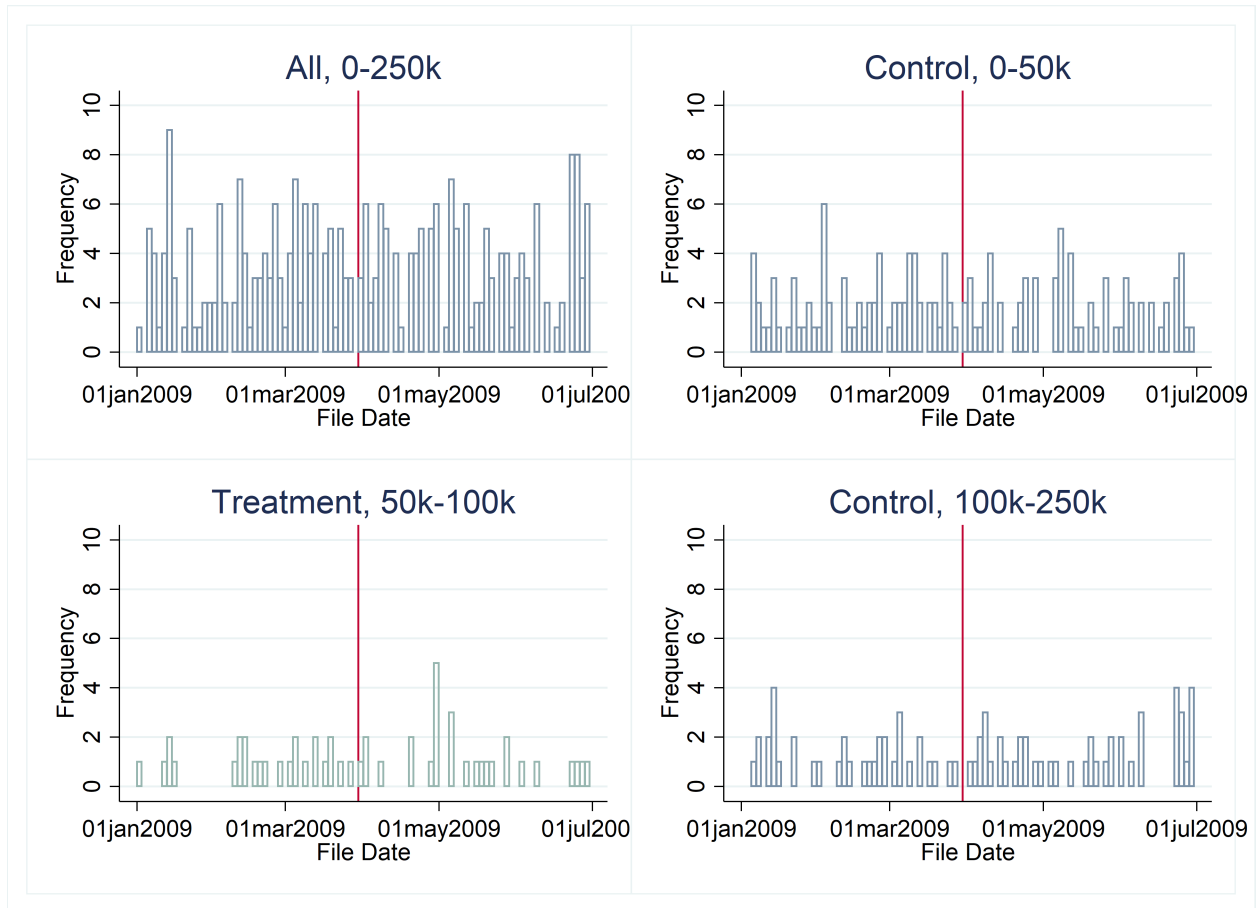 All, 0-250k
Frequency
10
8
6
4
2
0
01jan2009 01mar2009 01may2009 01jul200
File Date
Control, 0-50k
Frequency
10
8
6
4
2
0
01jan2009 01mar2009 01may2009 01jul2009
File Date
Treatment, 50k-100k
Frequency
10
8
6
4
2
0
01jan2009 01mar2009 01may2009 01jul200
File Date
Control, 100k-250k
Frequency
10
8
6
4
2
0
01jan2009 01mar2009 01may2009 01jul2009
File Date